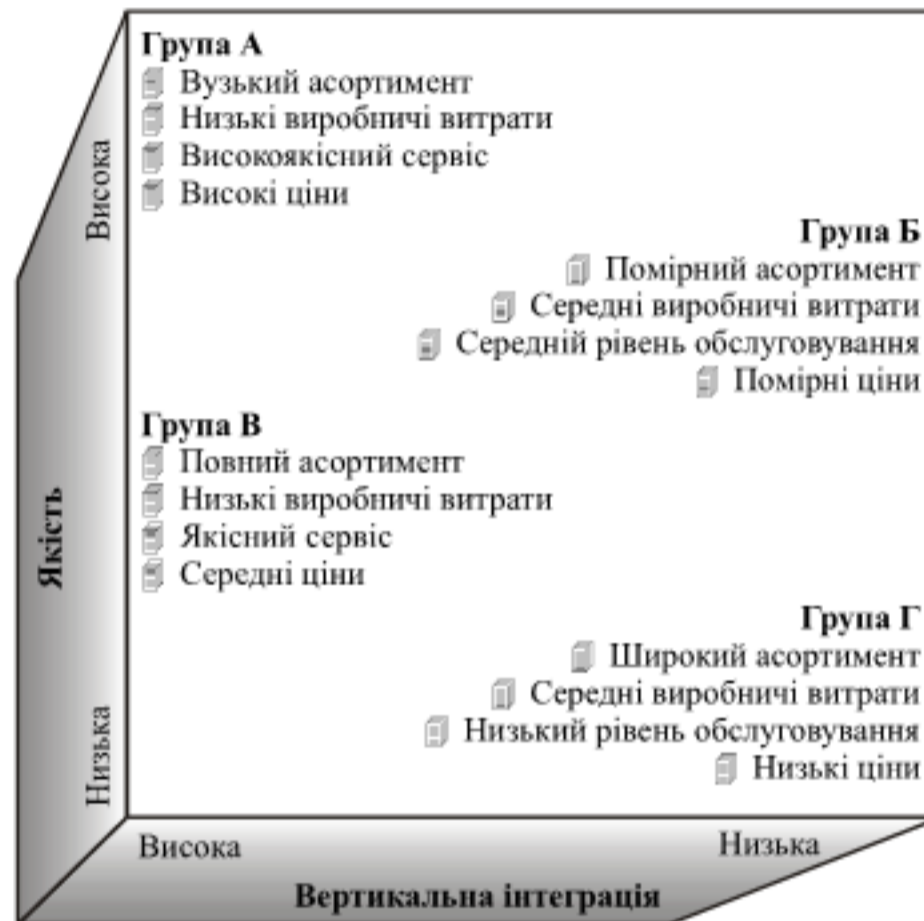 Група А
Вузький асортимент
Низькі виробничі витрати
Високоякісний сервіс
Високі ціни
Висока
Група Б
Помірний асортимент
Середні виробничі витрати
Середній рівень обслуговування
Помірні ціни
Група В
Повний асортимент
Низькі виробничі витрати
Якісний сервіс
Середні ціни
Якість
Група Г
Широкий асортимент
Середні виробничі витрати
Низький рівень обслуговування
Низькі ціни
Низька
Висока
Низька
Вертикальна інтеграція